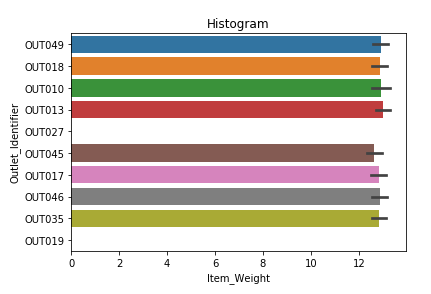 Histogram
OUT049
OUT018
OUT010
OUT013
OUT027
OUT045
OUT017
OUT046
OUT035
OUT019
Outlet_Identifier
0 2 4 6 8 10 12
Item_Weight